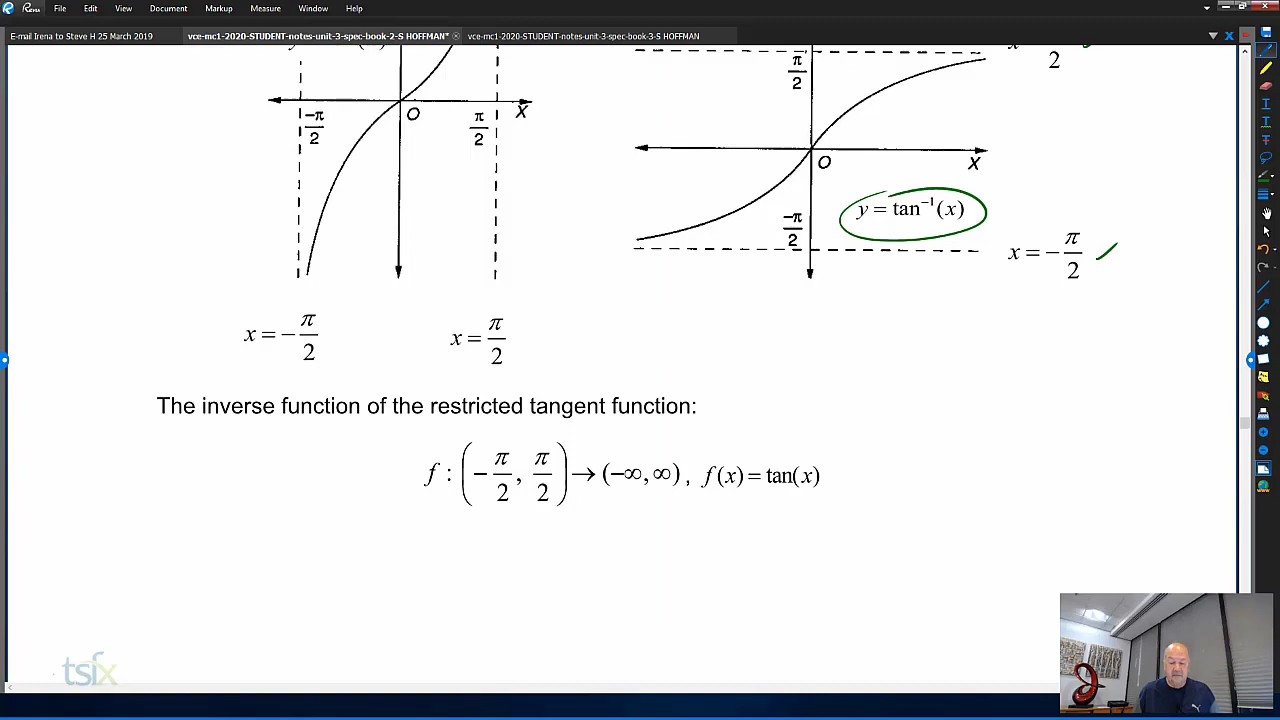 File Edit View Document Markup Measure Window Help
E-mail Irena to Steve H 25 March 2019
vce-mc1-2020-STUDENT-notes-unit-3-spec-book-2-S HOFFMAN*
vce-mc1-2020-STUDENT-notes-unit-3-spec-book-3-S HOFFMAN
−π/2
O
π/2
X
π/2
2
O
X
y = tan⁻¹(x)
−π/2
x = −π/2
x = −π/2
x = π/2
The inverse function of the restricted tangent function:
f : (−π/2, π/2) → (−∞, ∞), f(x) = tan(x)
tsfx